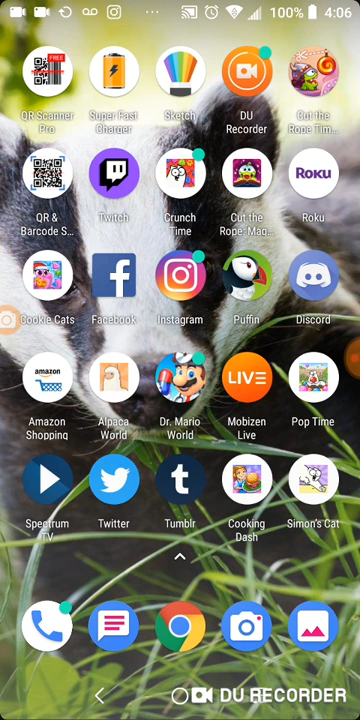 100% 4:06
FREE
QR Scanner Pro
Super Fast Charger
Sketch
DU Recorder
Cut the Rope Tim...
QR & Barcode S...
Twitch
Crunch Time
Cut the Rope: Mag...
Roku
Roku
Cookie Cats
Facebook
Instagram
Puffin
Discord
amazon
LIVE
Amazon Shopping
Alpaca World
Dr. Mario World
Mobizen Live
Pop Time
Spectrum TV
Twitter
Tumblr
Cooking Dash
Simon's Cat
DU RECORDER